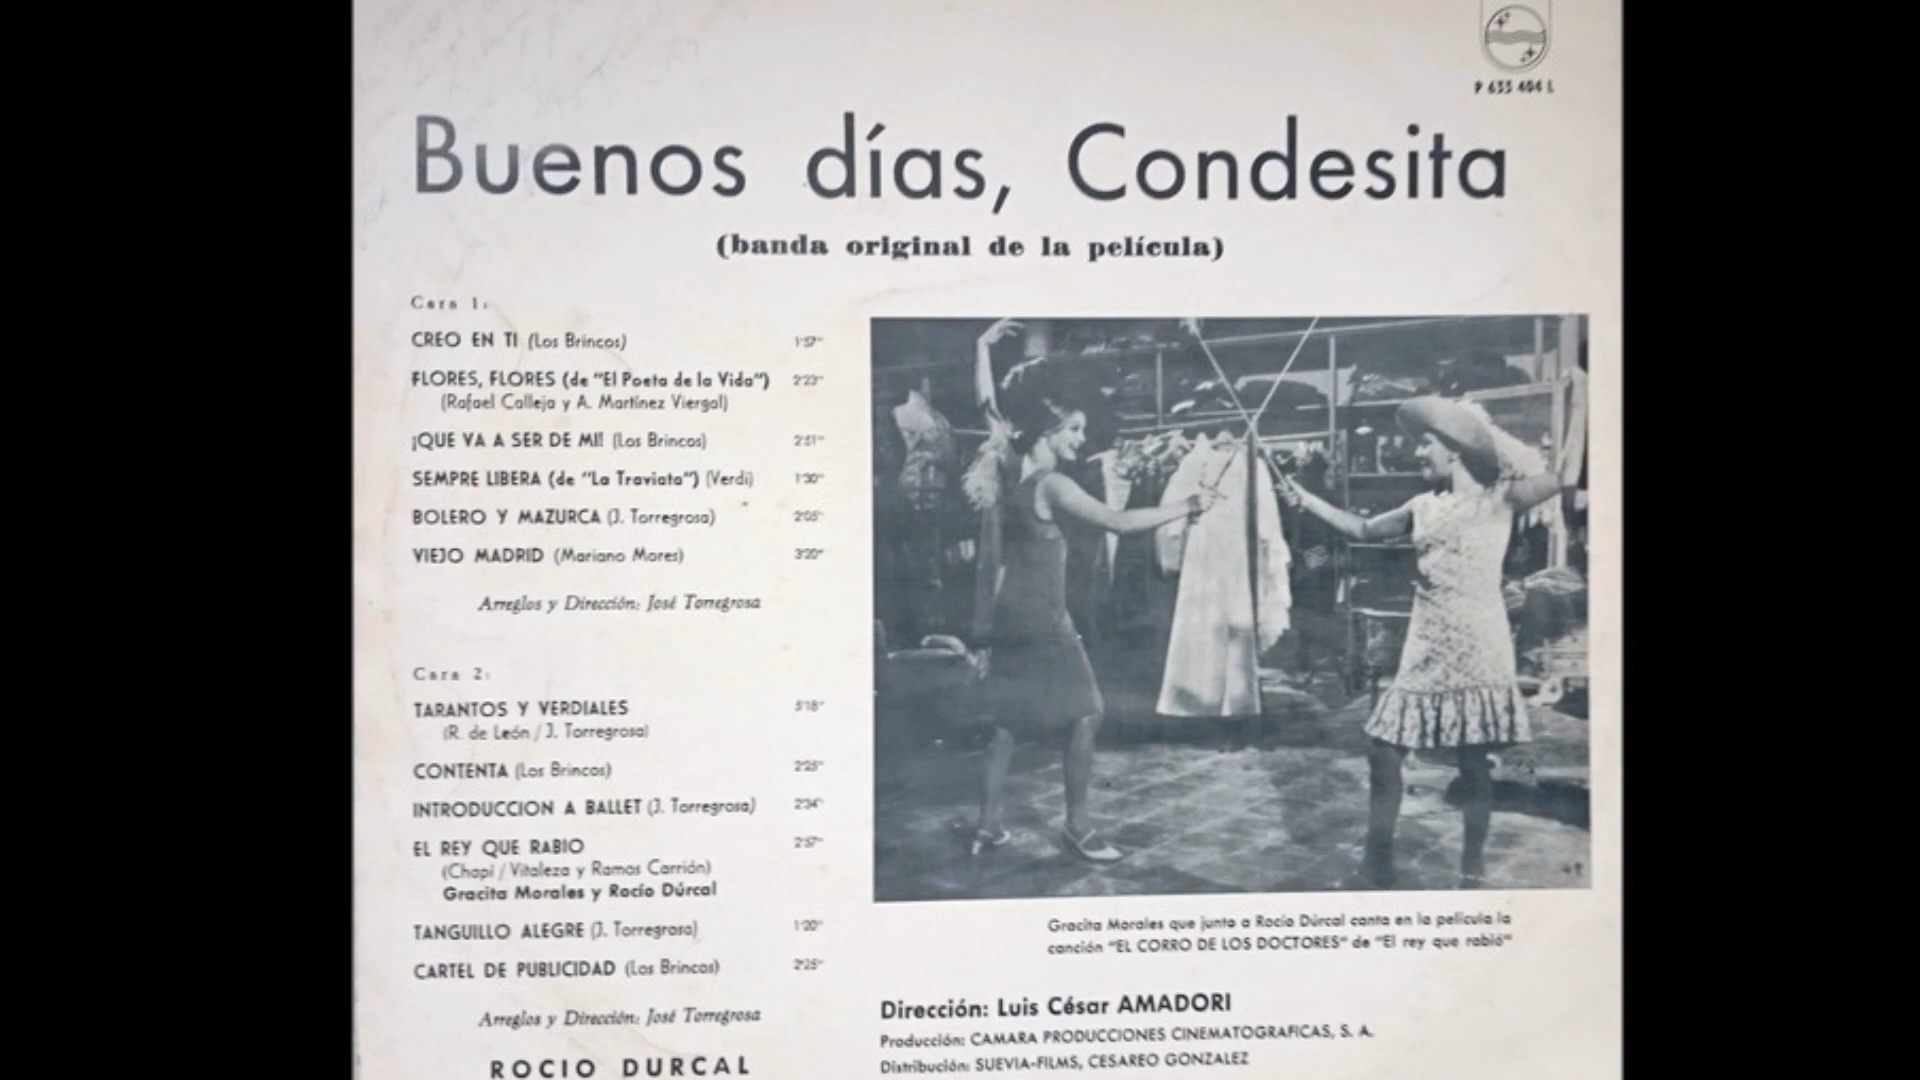 P 633 404 L
Buenos días, Condesita
(banda original de la película)
Cara 1:
CREO EN TI (Los Brincos) 1'57"
FLORES, FLORES (de "El Poeta de la Vida") 2'23"
(Rafael Calleja y A. Martínez Viergal)
¡QUE VA A SER DE MI! (Los Brincos) 2'51"
SEMPRE LIBERA (de "La Traviata") (Verdi) 1'30"
BOLERO Y MAZURCA (J. Torregrosa) 2'05"
VIEJO MADRID (Mariano Mores) 3'20"
Arreglos y Dirección: José Torregrosa
Cara 2:
TARANTOS Y VERDIALES 5'18"
(R. de León / J. Torregrosa)
CONTENTA (Los Brincos) 2'25"
INTRODUCCION A BALLET (J. Torregrosa) 2'34"
EL REY QUE RABIO 2'57"
(Chapi / Vitaleza y Ramos Carrión)
Gracita Morales y Rocío Dúrcal
TANGUILLO ALEGRE (J. Torregrosa) 1'20"
CARTEL DE PUBLICIDAD (Los Brincos) 2'25"
Arreglos y Dirección: José Torregrosa
ROCIO DURCAL
Gracita Morales que junto a Rocío Dúrcal canta en la película la
canción "EL CORRO DE LOS DOCTORES" de "El rey que rabió"
Dirección: Luis César AMADORI
Producción: CAMARA PRODUCCIONES CINEMATOGRAFICAS, S. A.
Distribución: SUEVIA-FILMS, CESAREO GONZALEZ